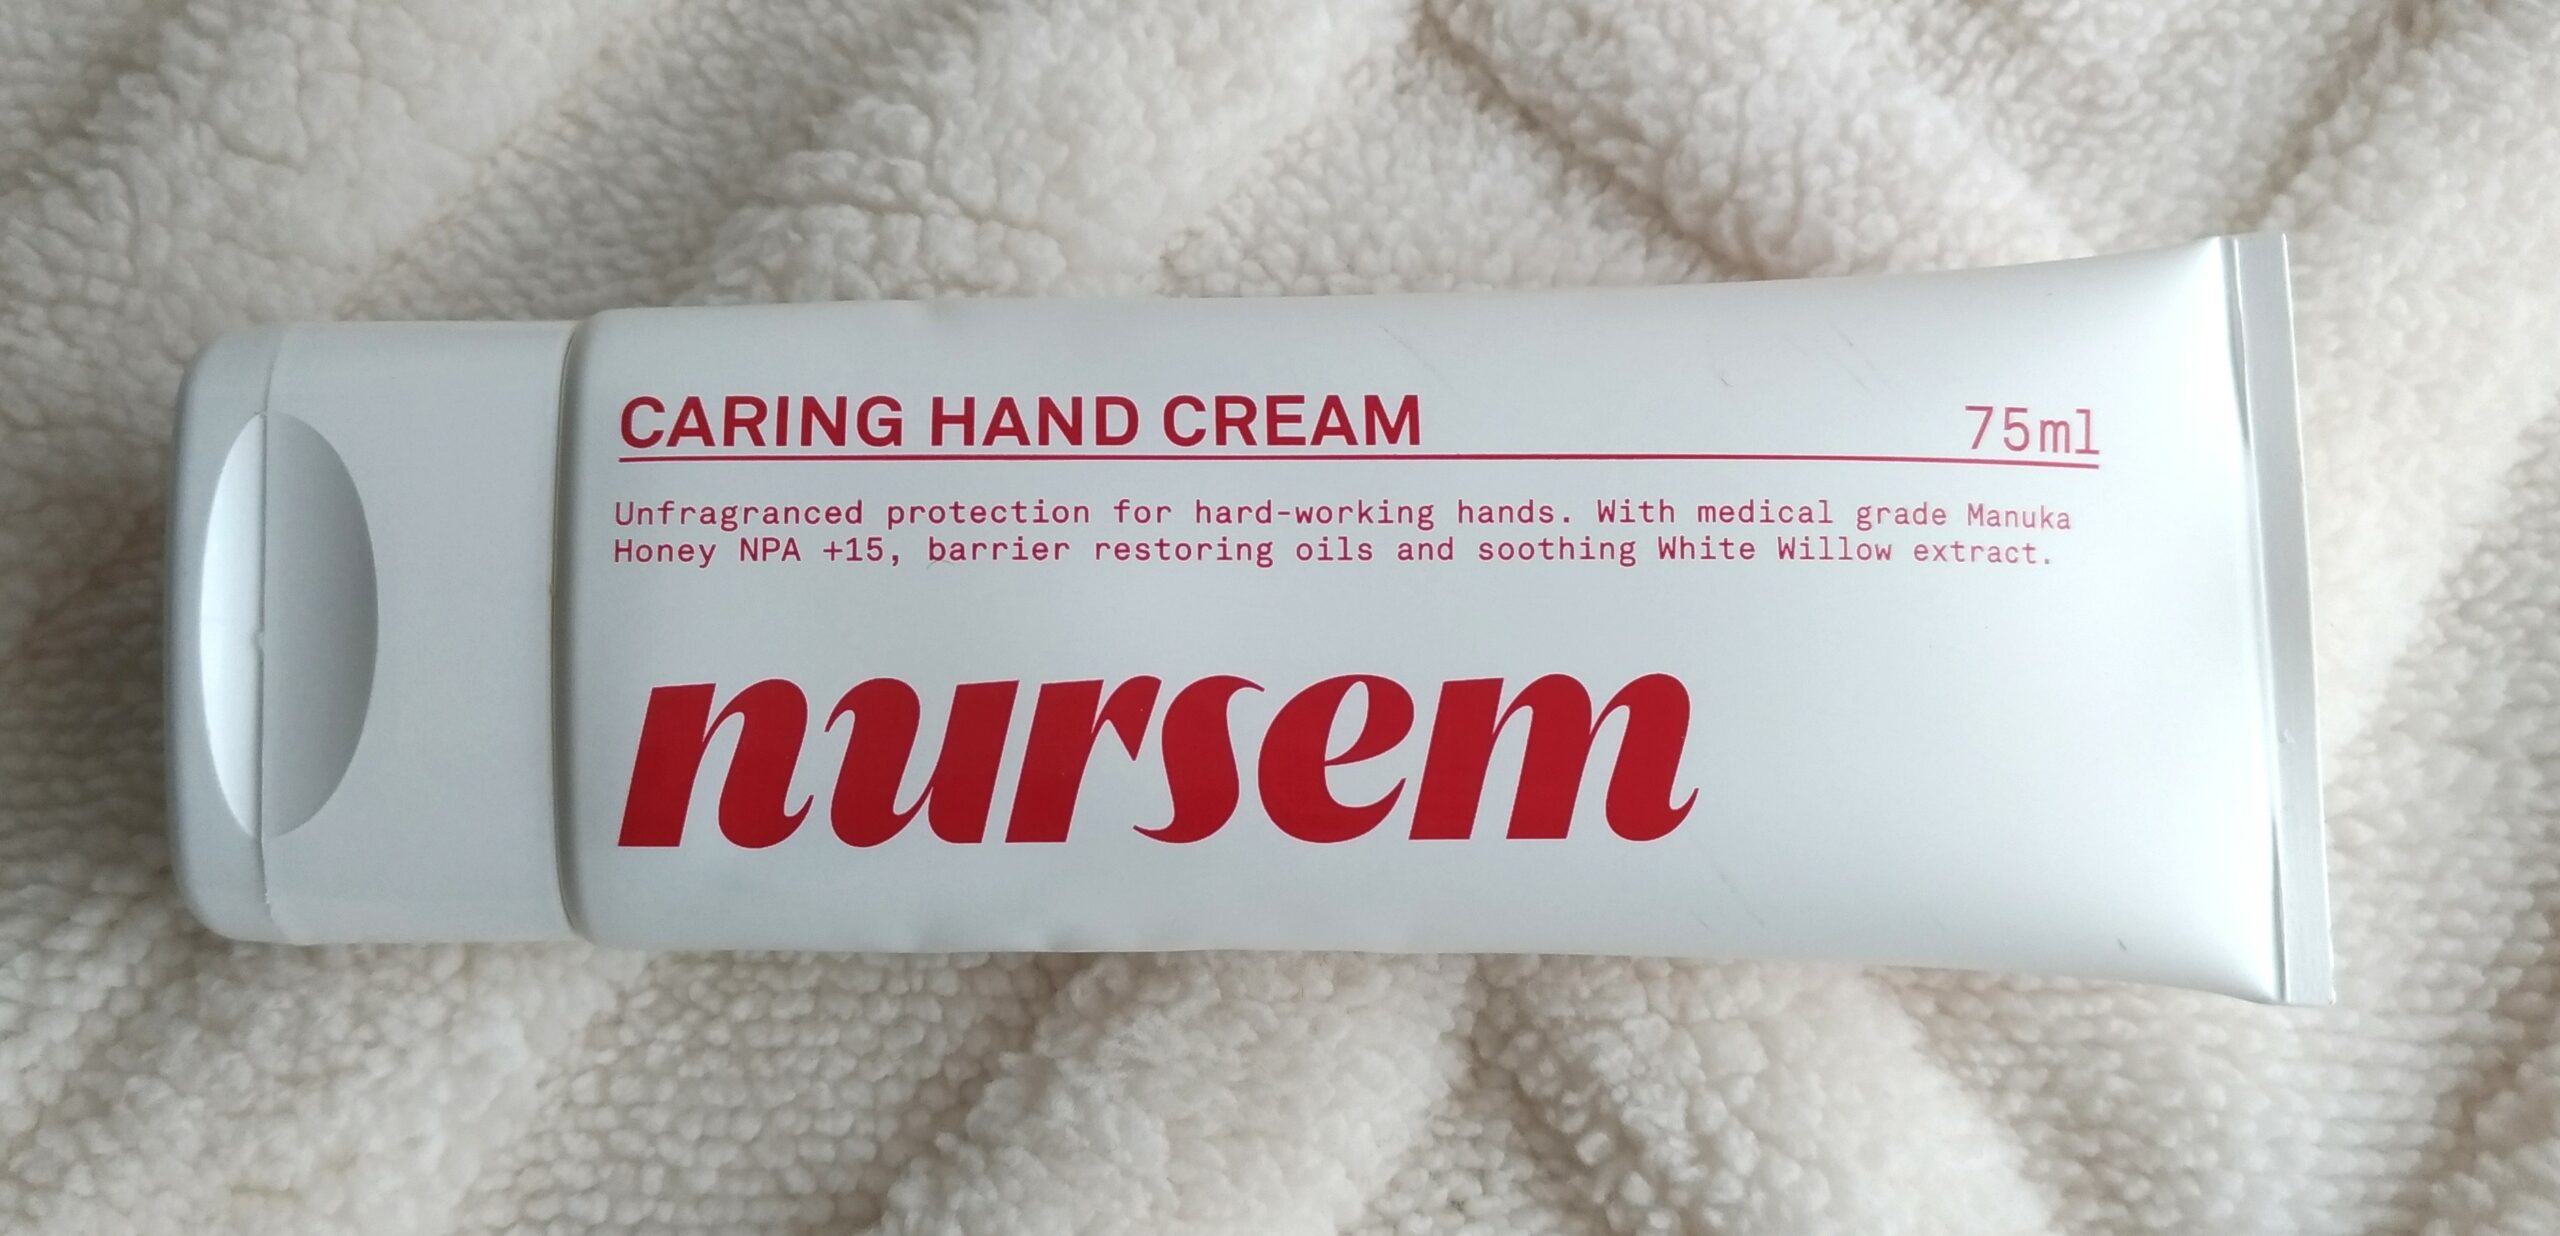 CARING HAND CREAM 75ml
Unfragranced protection for hard-working hands. With medical grade Manuka
Honey NPA +15, barrier restoring oils and soothing White Willow extract.
nursem